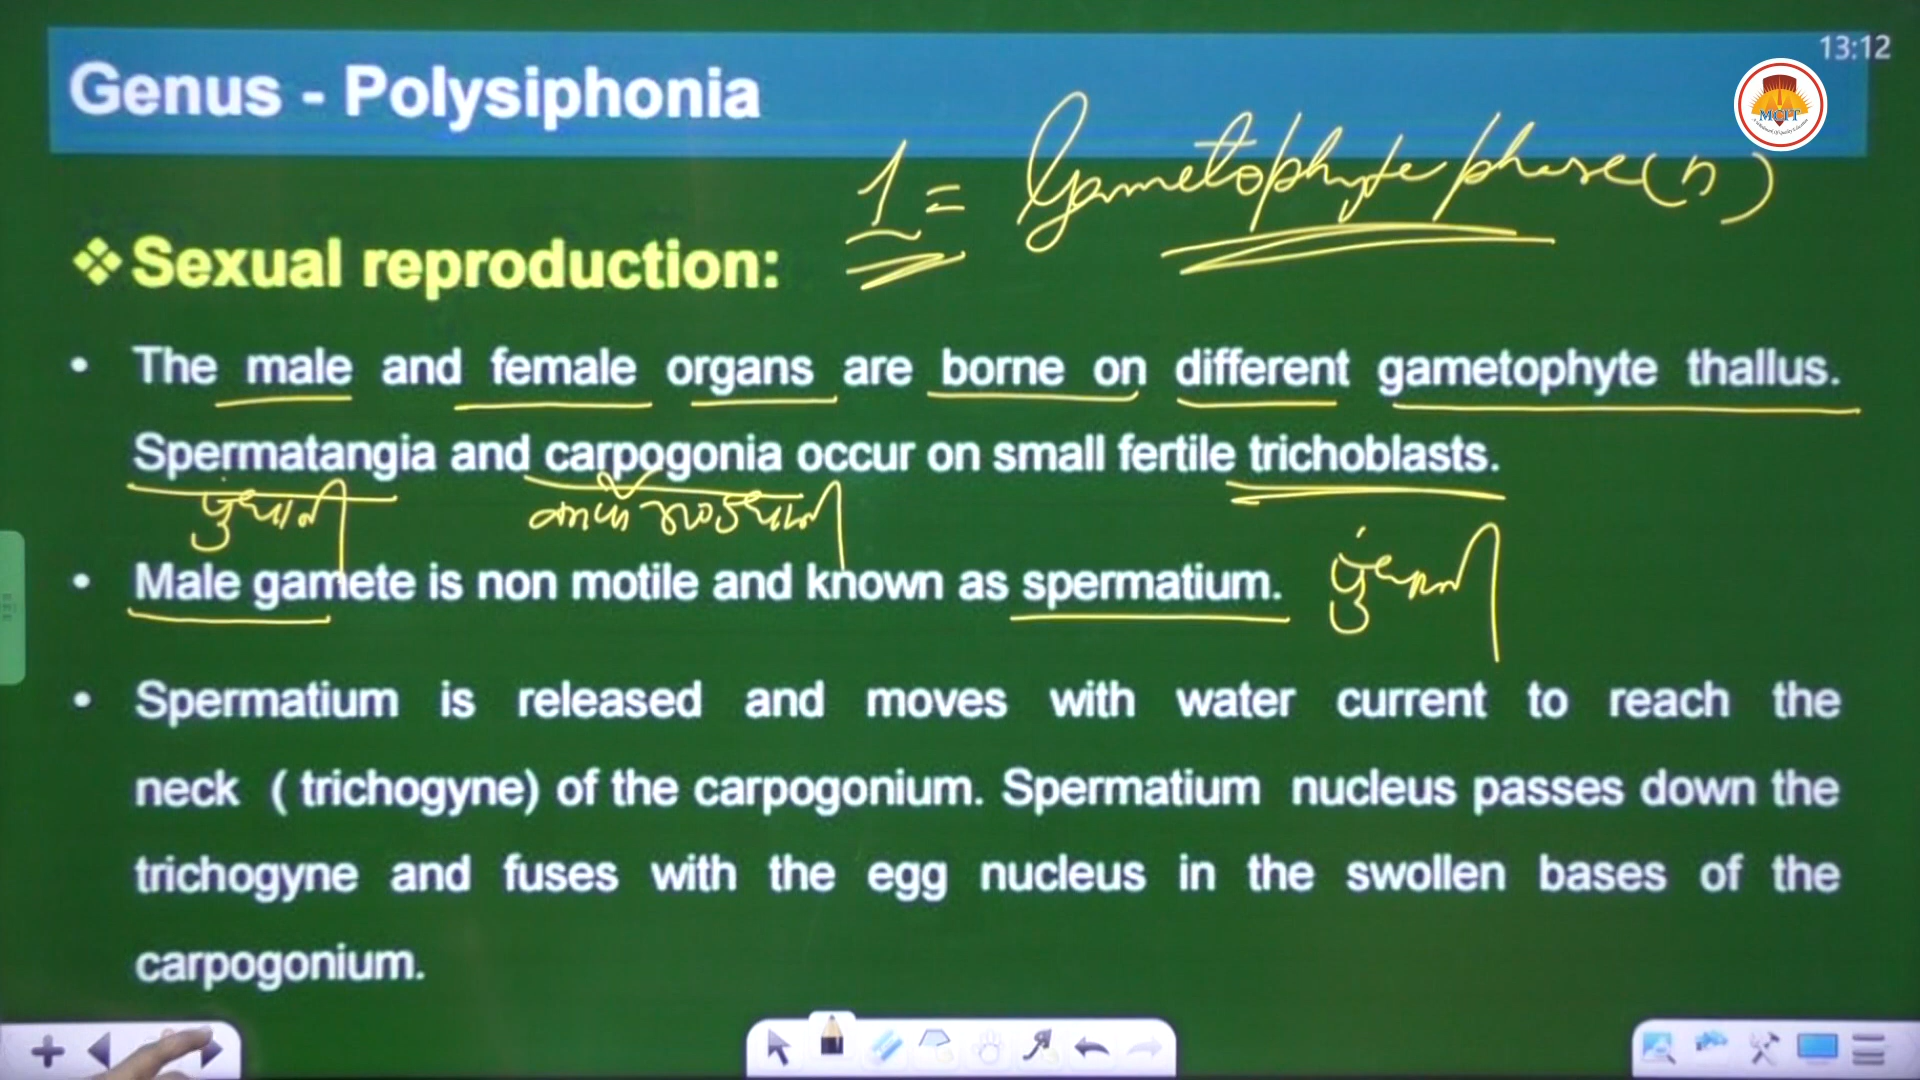 13:12
Genus - Polysiphonia
MCPT
1 = Gametophyte phase (n)
❖ Sexual reproduction:
• The male and female organs are borne on different gametophyte thallus.
Spermatangia and carpogonia occur on small fertile trichoblasts.
• Male gamete is non motile and known as spermatium.
• Spermatium is released and moves with water current to reach the
neck ( trichogyne) of the carpogonium. Spermatium nucleus passes down the
trichogyne and fuses with the egg nucleus in the swollen bases of the
carpogonium.